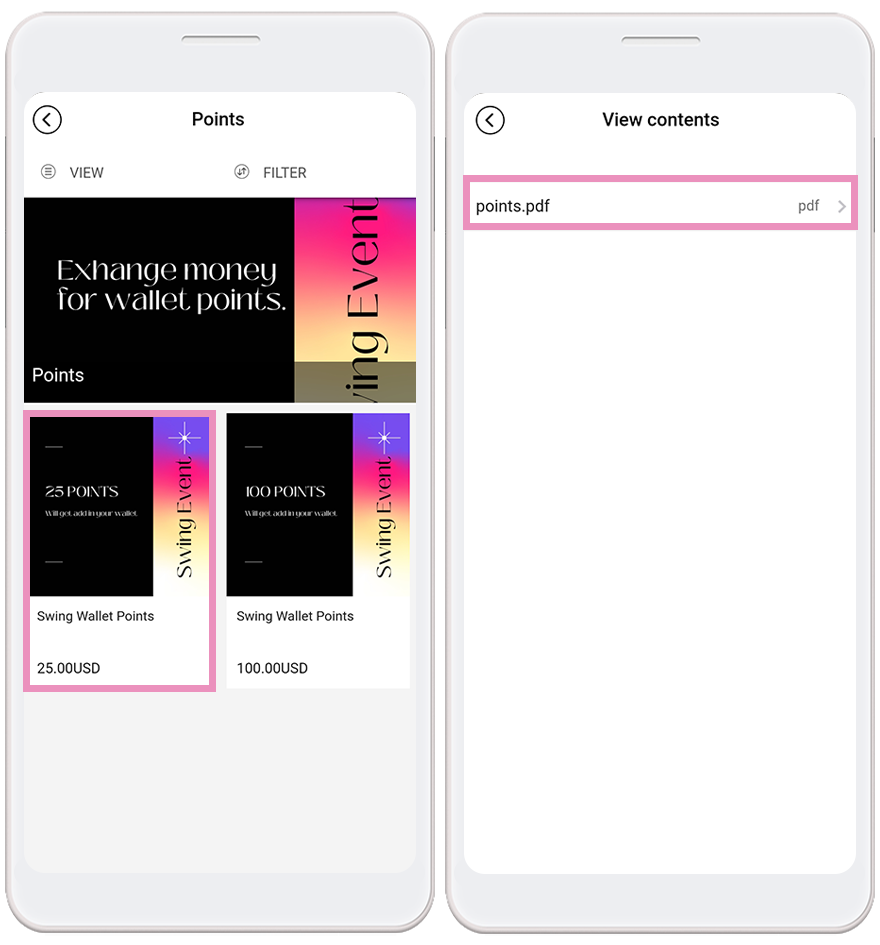 Points
VIEW
FILTER
Exhange money
for wallet points.
Swing Event
Points
25 POINTS
Will get add in your wallet.
Swing Event
100 POINTS
Will get add in your wallet.
Swing Event
Swing Wallet Points
Swing Wallet Points
25.00USD
100.00USD
View contents
points.pdf
pdf